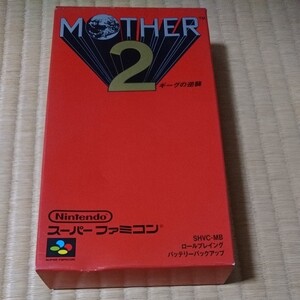 MOTHER
2
ギーグの逆襲
Nintendo
スーパーファミコン
SHVC-MB
ロールプレイング
バッテリーバックアップ